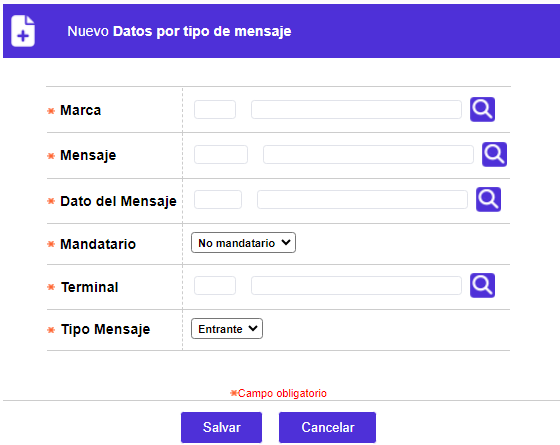 Nuevo Datos por tipo de mensaje
* Marca
* Mensaje
* Dato del Mensaje
* Mandatario No mandatario
* Terminal
* Tipo Mensaje Entrante
*Campo obligatorio
Salvar Cancelar